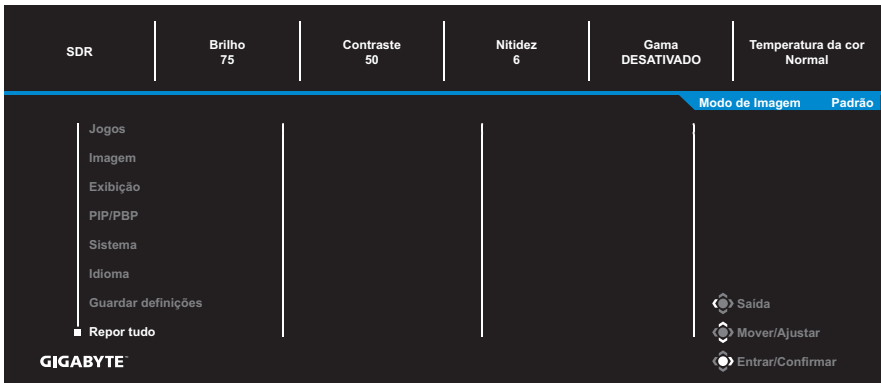 SDR
Brilho
75
Contraste
50
Nitidez
6
Gama
DESATIVADO
Temperatura da cor
Normal
Modo de Imagem Padrão
Jogos
Imagem
Exibição
PIP/PBP
Sistema
Idioma
Guardar definições
Repor tudo
Saída
Mover/Ajustar
Entrar/Confirmar
GIGABYTE™